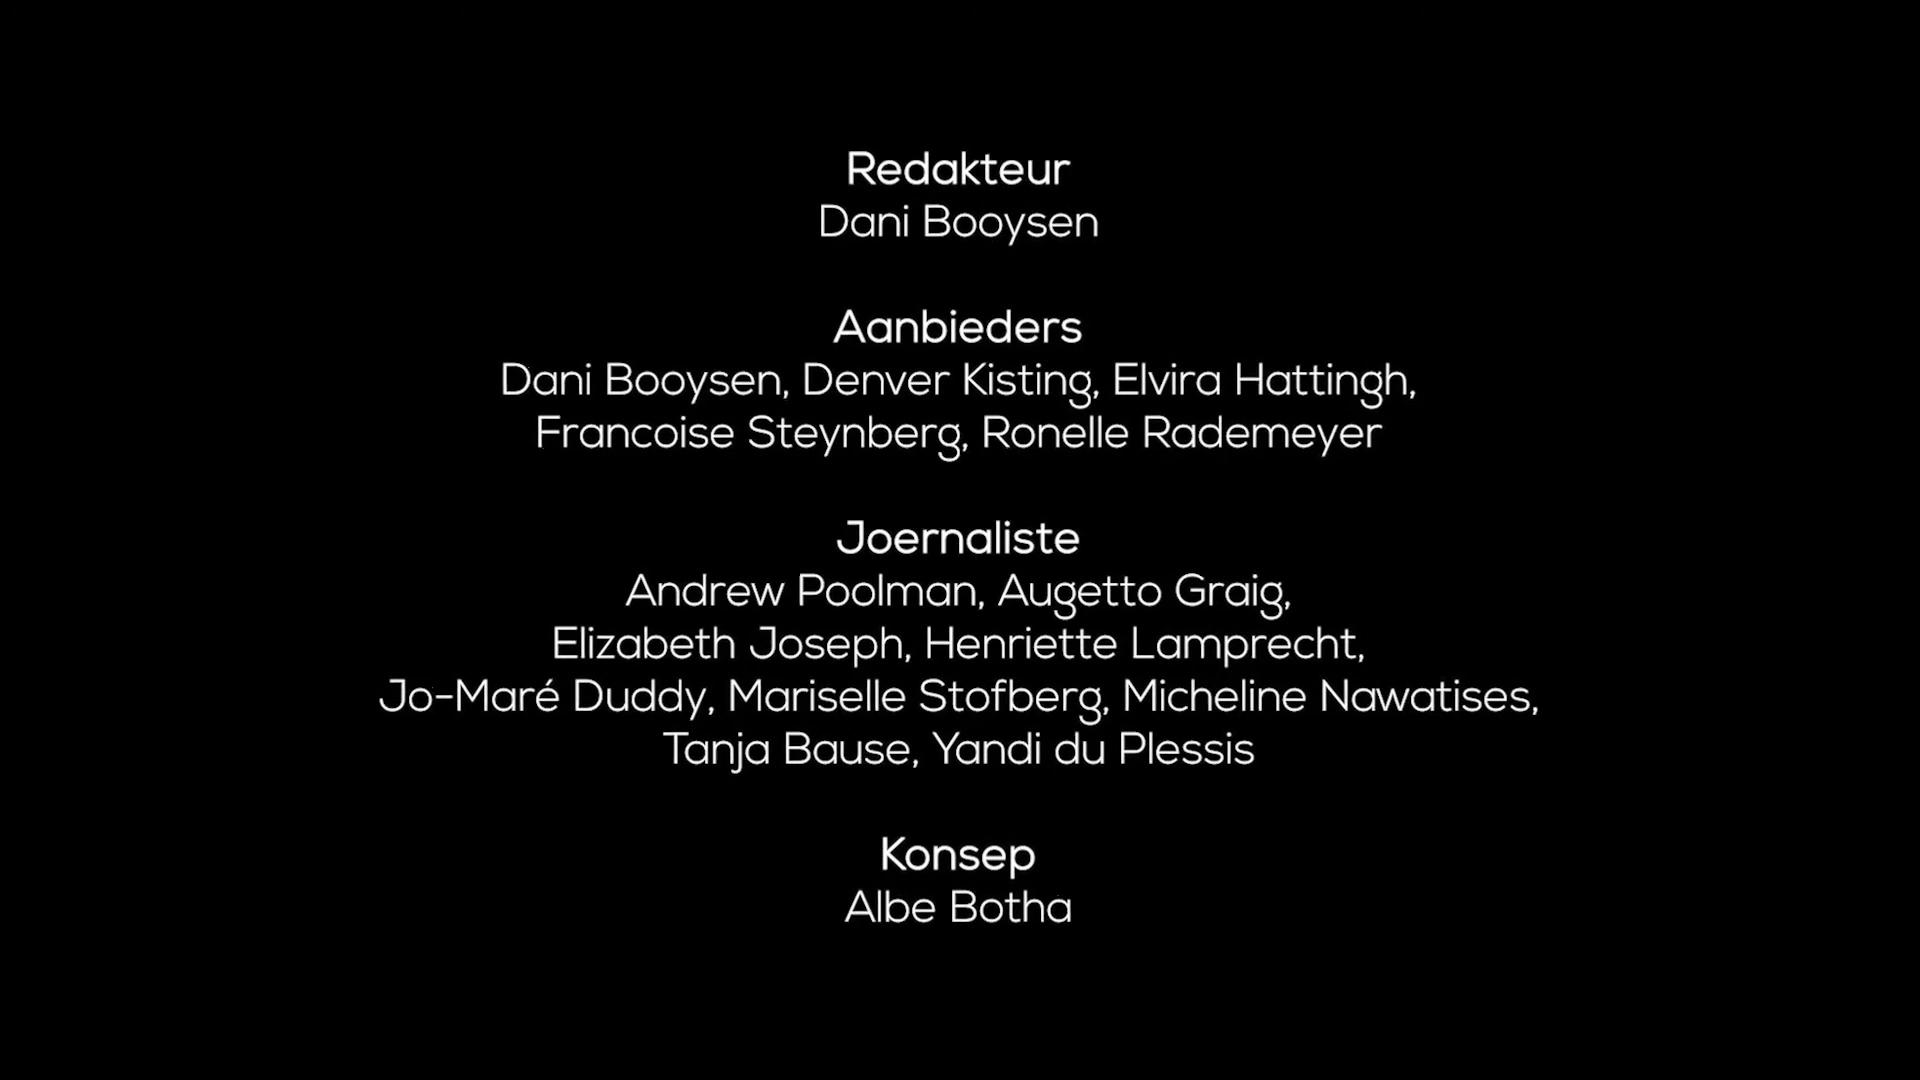 Redakteur
Dani Booysen
Aanbieders
Dani Booysen, Denver Kisting, Elvira Hattingh,
Francoise Steynberg, Ronelle Rademeyer
Joernaliste
Andrew Poolman, Augetto Graig,
Elizabeth Joseph, Henriette Lamprecht,
Jo-Maré Duddy, Mariselle Stofberg, Micheline Nawatises,
Tanja Bause, Yandi du Plessis
Konsep
Albe Botha